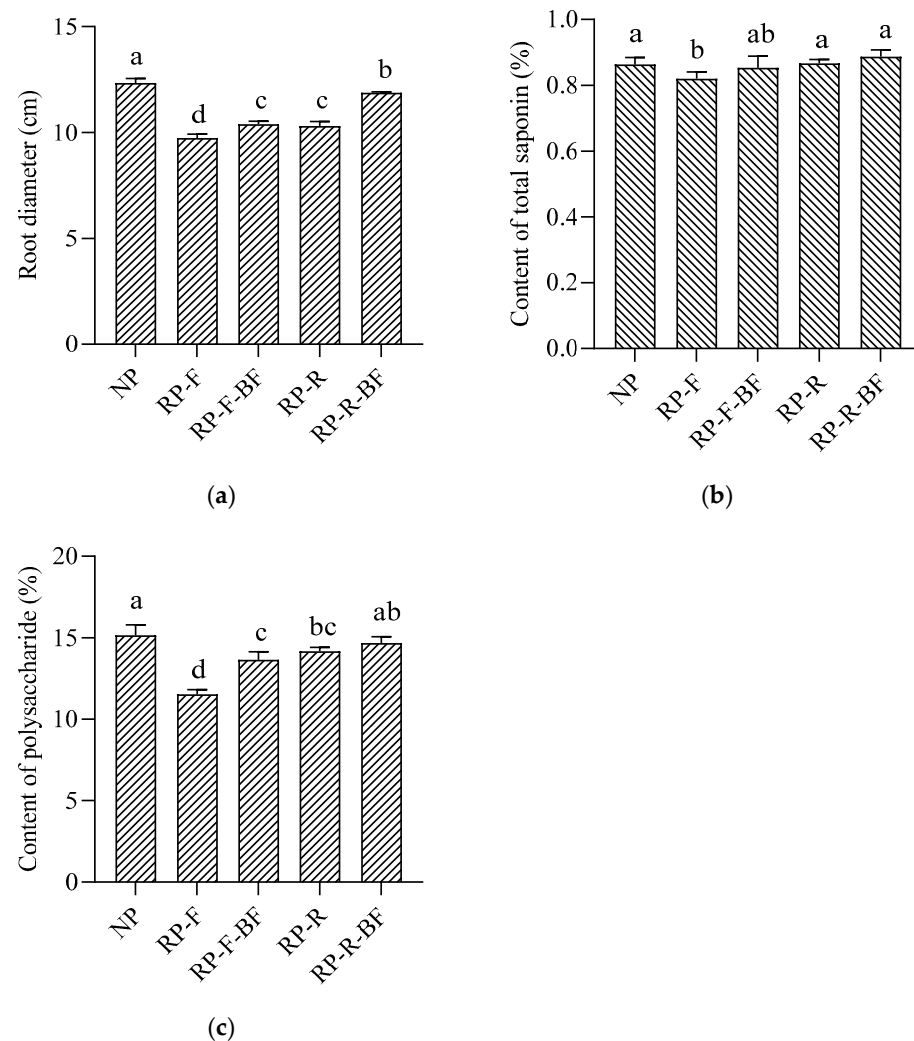 Root diameter (cm)
15
10
5
0
a
d
c
c
b
NP
RP-F
RP-F-BF
RP-R
RP-R-BF
(a)
Content of total saponin (%)
1.0
0.8
0.6
0.4
0.2
0.0
a
b
ab
a
a
NP
RP-F
RP-F-BF
RP-R
RP-R-BF
(b)
Content of polysaccharide (%)
20
15
10
5
0
a
d
c
bc
ab
NP
RP-F
RP-F-BF
RP-R
RP-R-BF
(c)